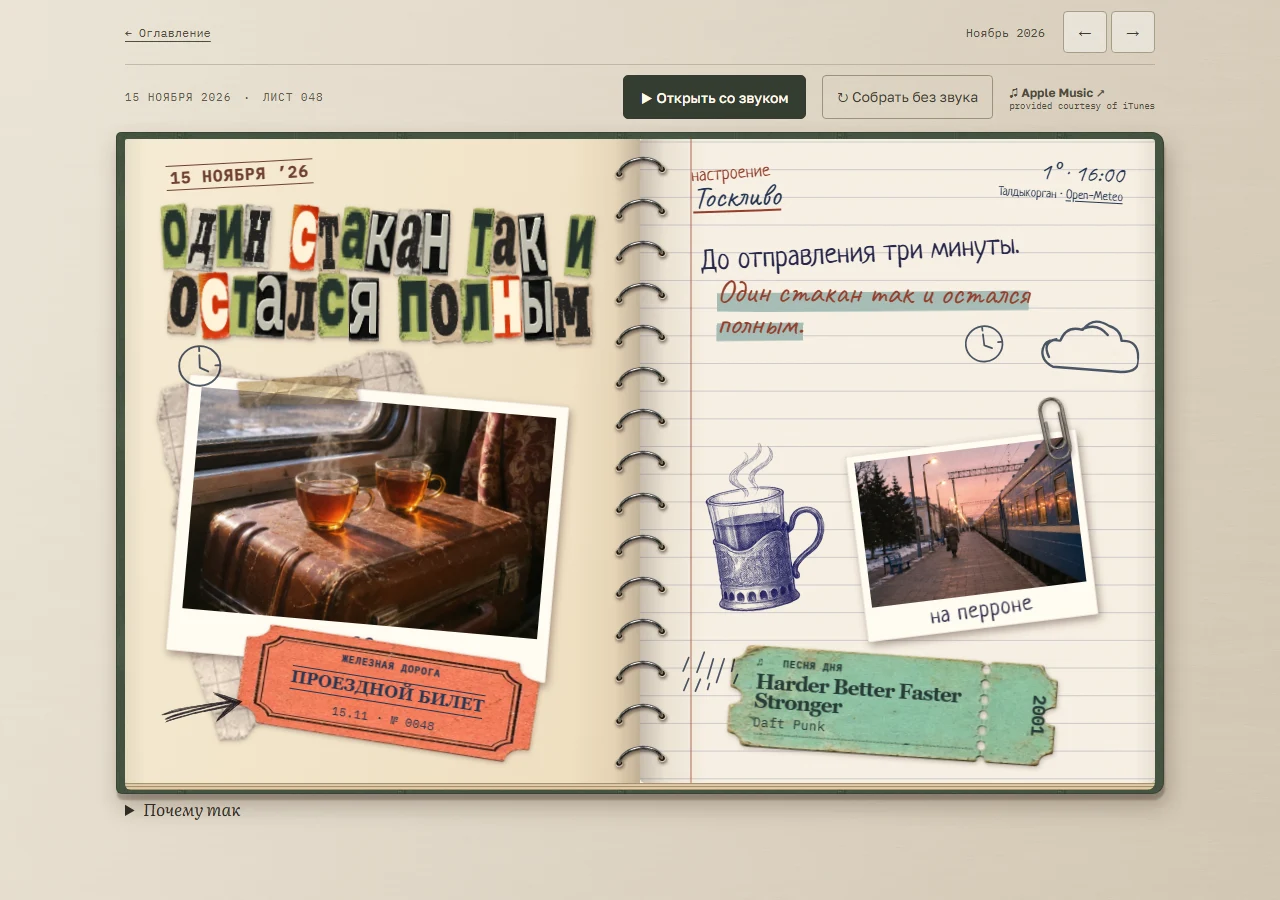 ← Оглавление
Ноябрь 2026
← →
15 НОЯБРЯ 2026 · ЛИСТ 048
▶ Открыть со звуком
↻ Собрать без звука
♫ Apple Music ↗
provided courtesy of iTunes
15 НОЯБРЯ ’26
один стакан так и
остался полным
ЖЕЛЕЗНАЯ ДОРОГА
ПРОЕЗДНОЙ БИЛЕТ
15.11 · № 0048
настроение
Тоскливо
1° · 16:00
Талдыкорган · Open-Meteo
До отправления три минуты.
Один стакан так и остался
полным.
на перроне
♫ ПЕСНЯ ДНЯ
Harder Better Faster
Stronger
Daft Punk
2001
▶ Почему так